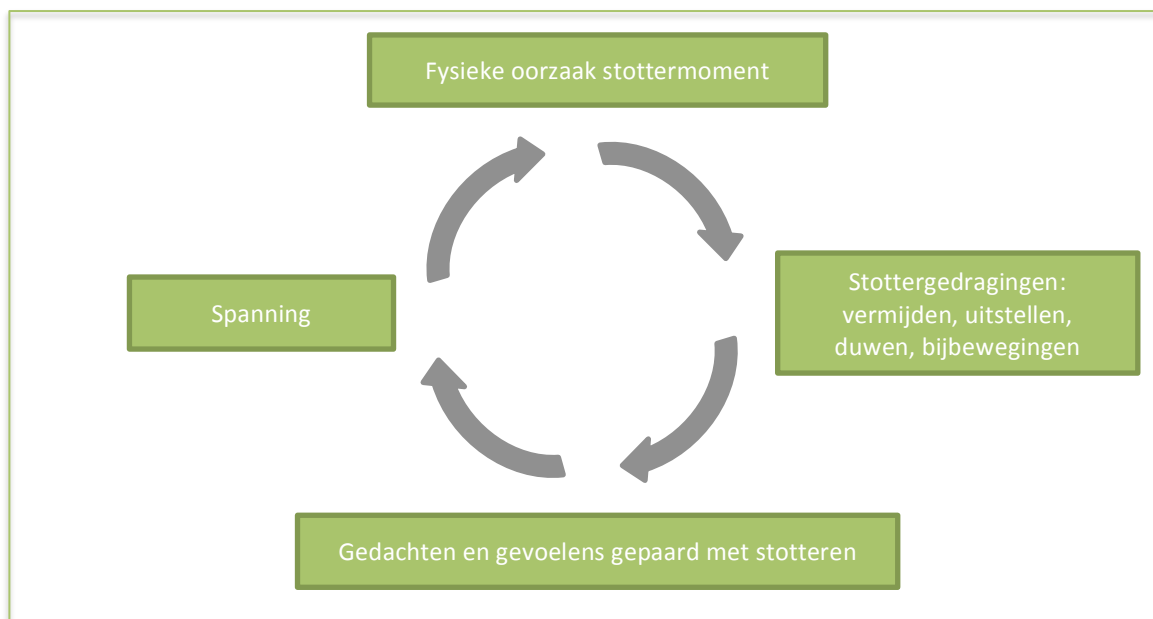 Fysieke oorzaak stottermoment
Stottergedragingen:
vermijden, uitstellen,
duwen, bijbewegingen
Spanning
Gedachten en gevoelens gepaard met stotteren